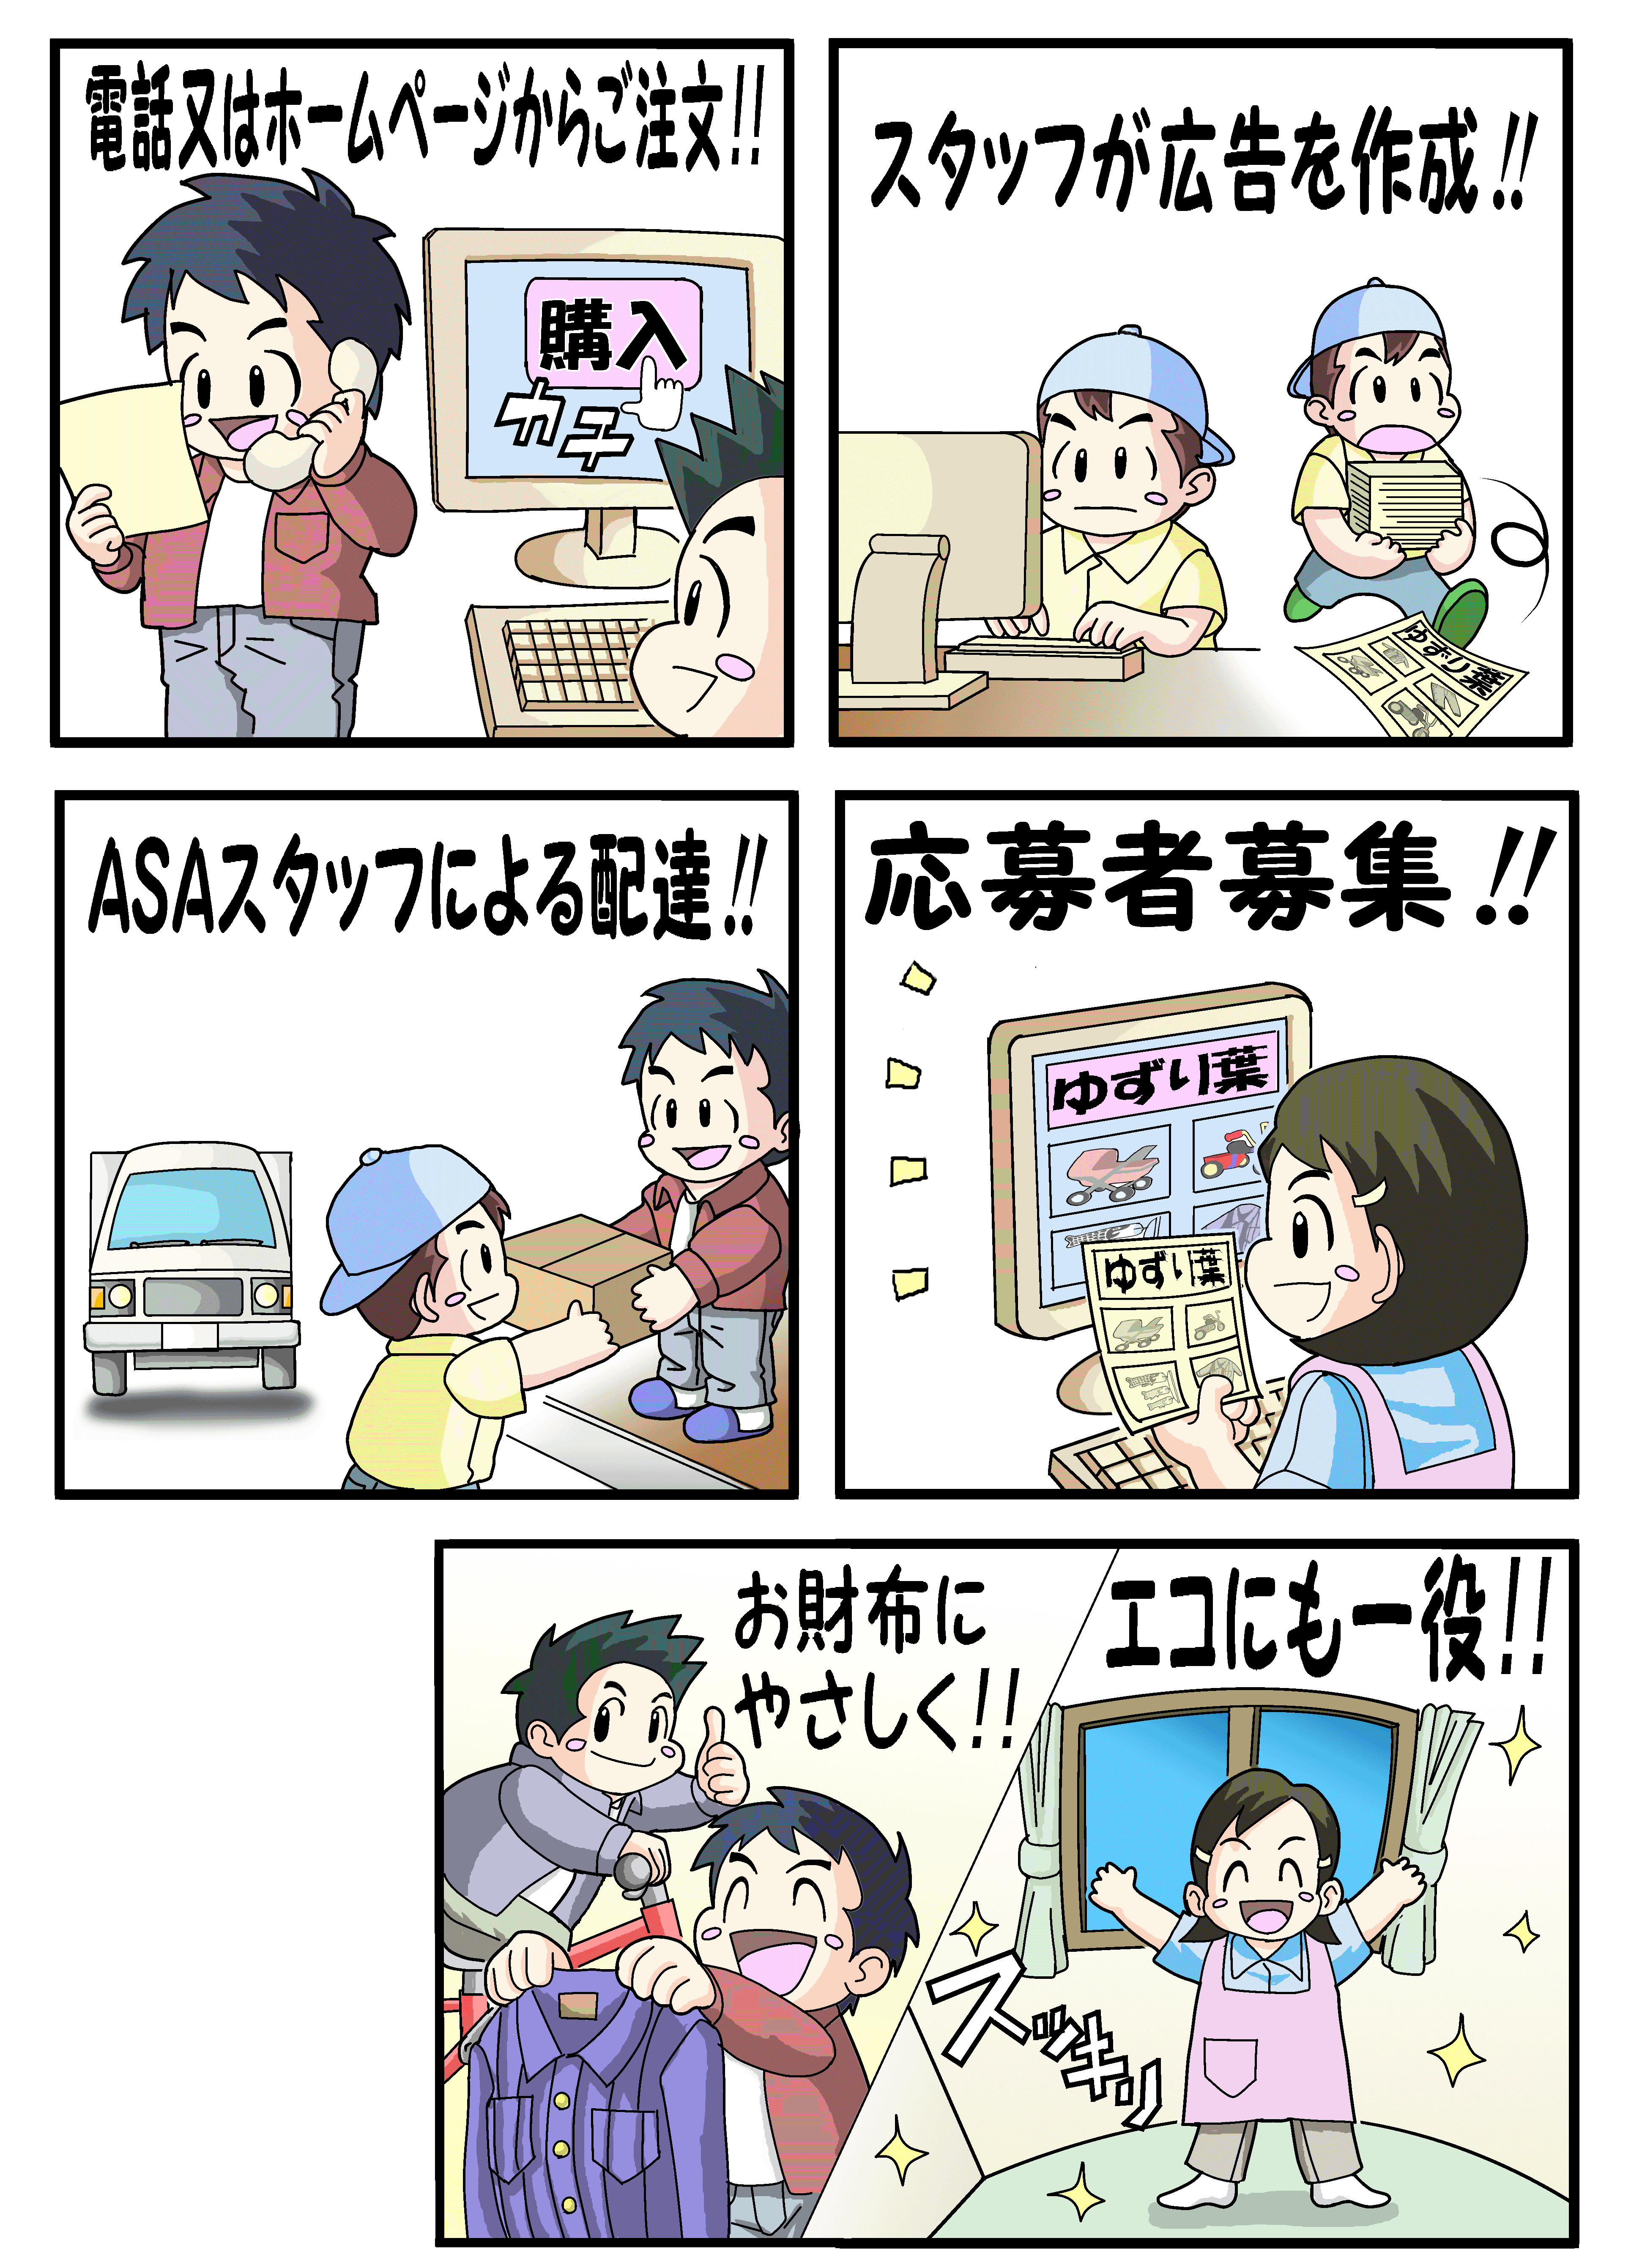 スタッフが広告を作成!!
ゆずり葉
電話又はホームページからご注文!!
購入
カチ
応募者募集!!
ゆずり葉
ゆずり葉
ASAスタッフによる配達!!
エコにも一役!!
スッキリ
お財布に
やさしく!!